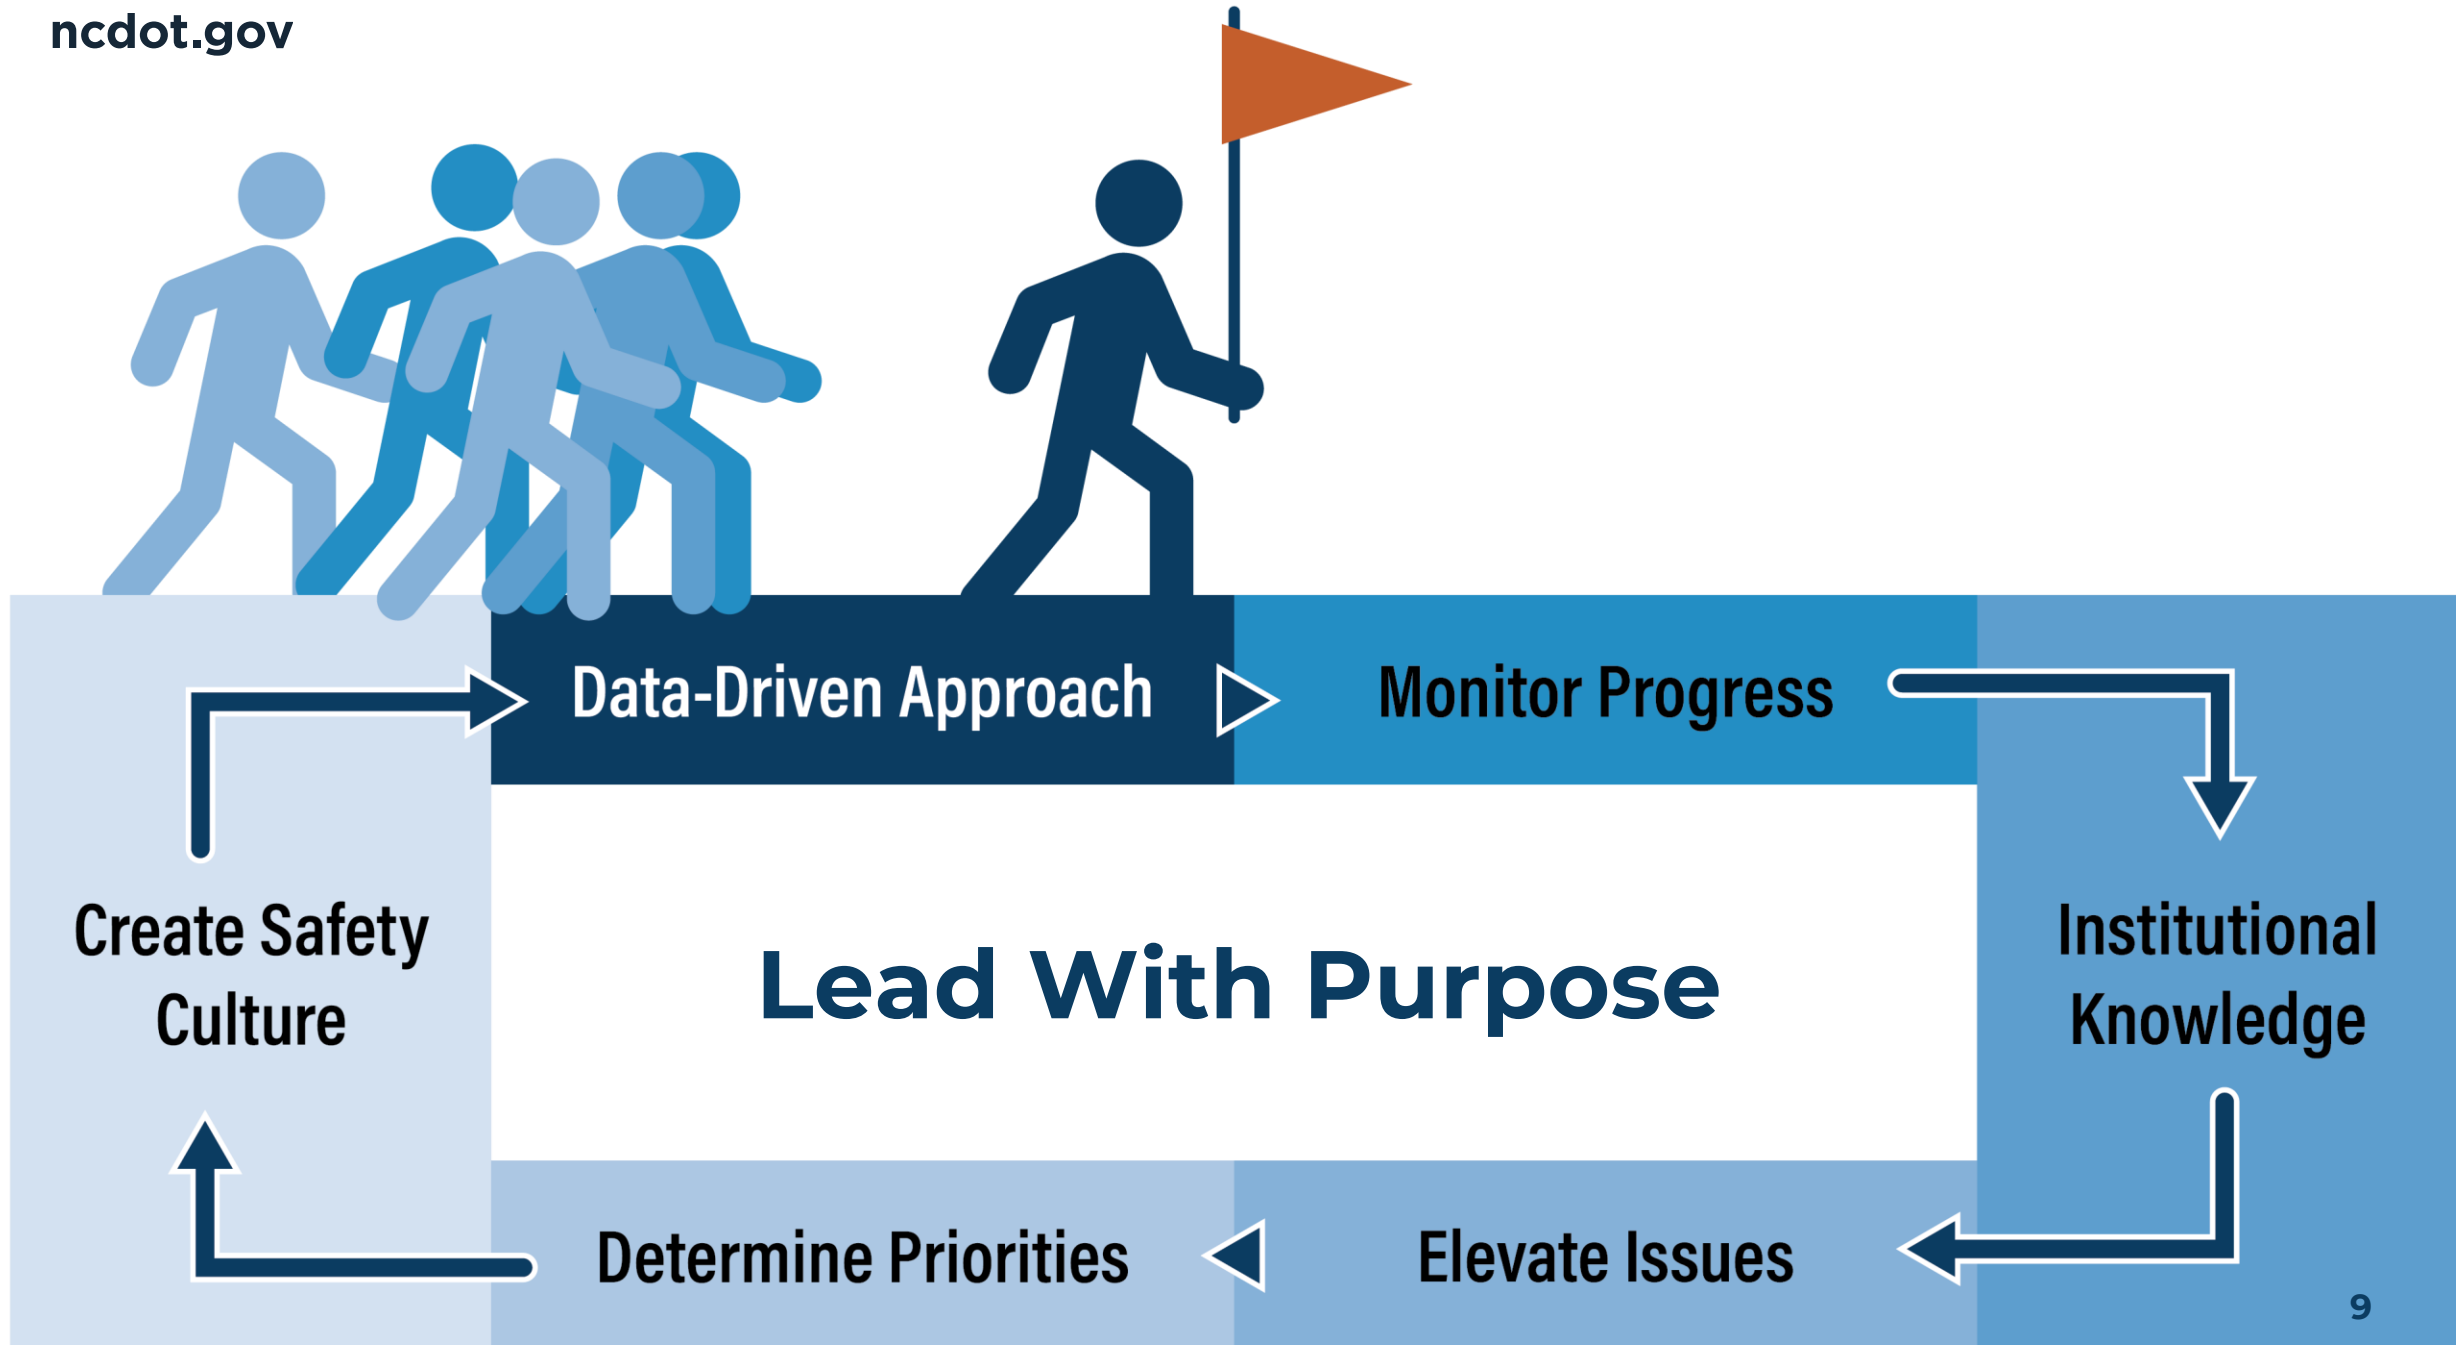 ncdot.gov
Data-Driven Approach
Monitor Progress
Create Safety
Culture
Lead With Purpose
Institutional
Knowledge
Determine Priorities
Elevate Issues
9